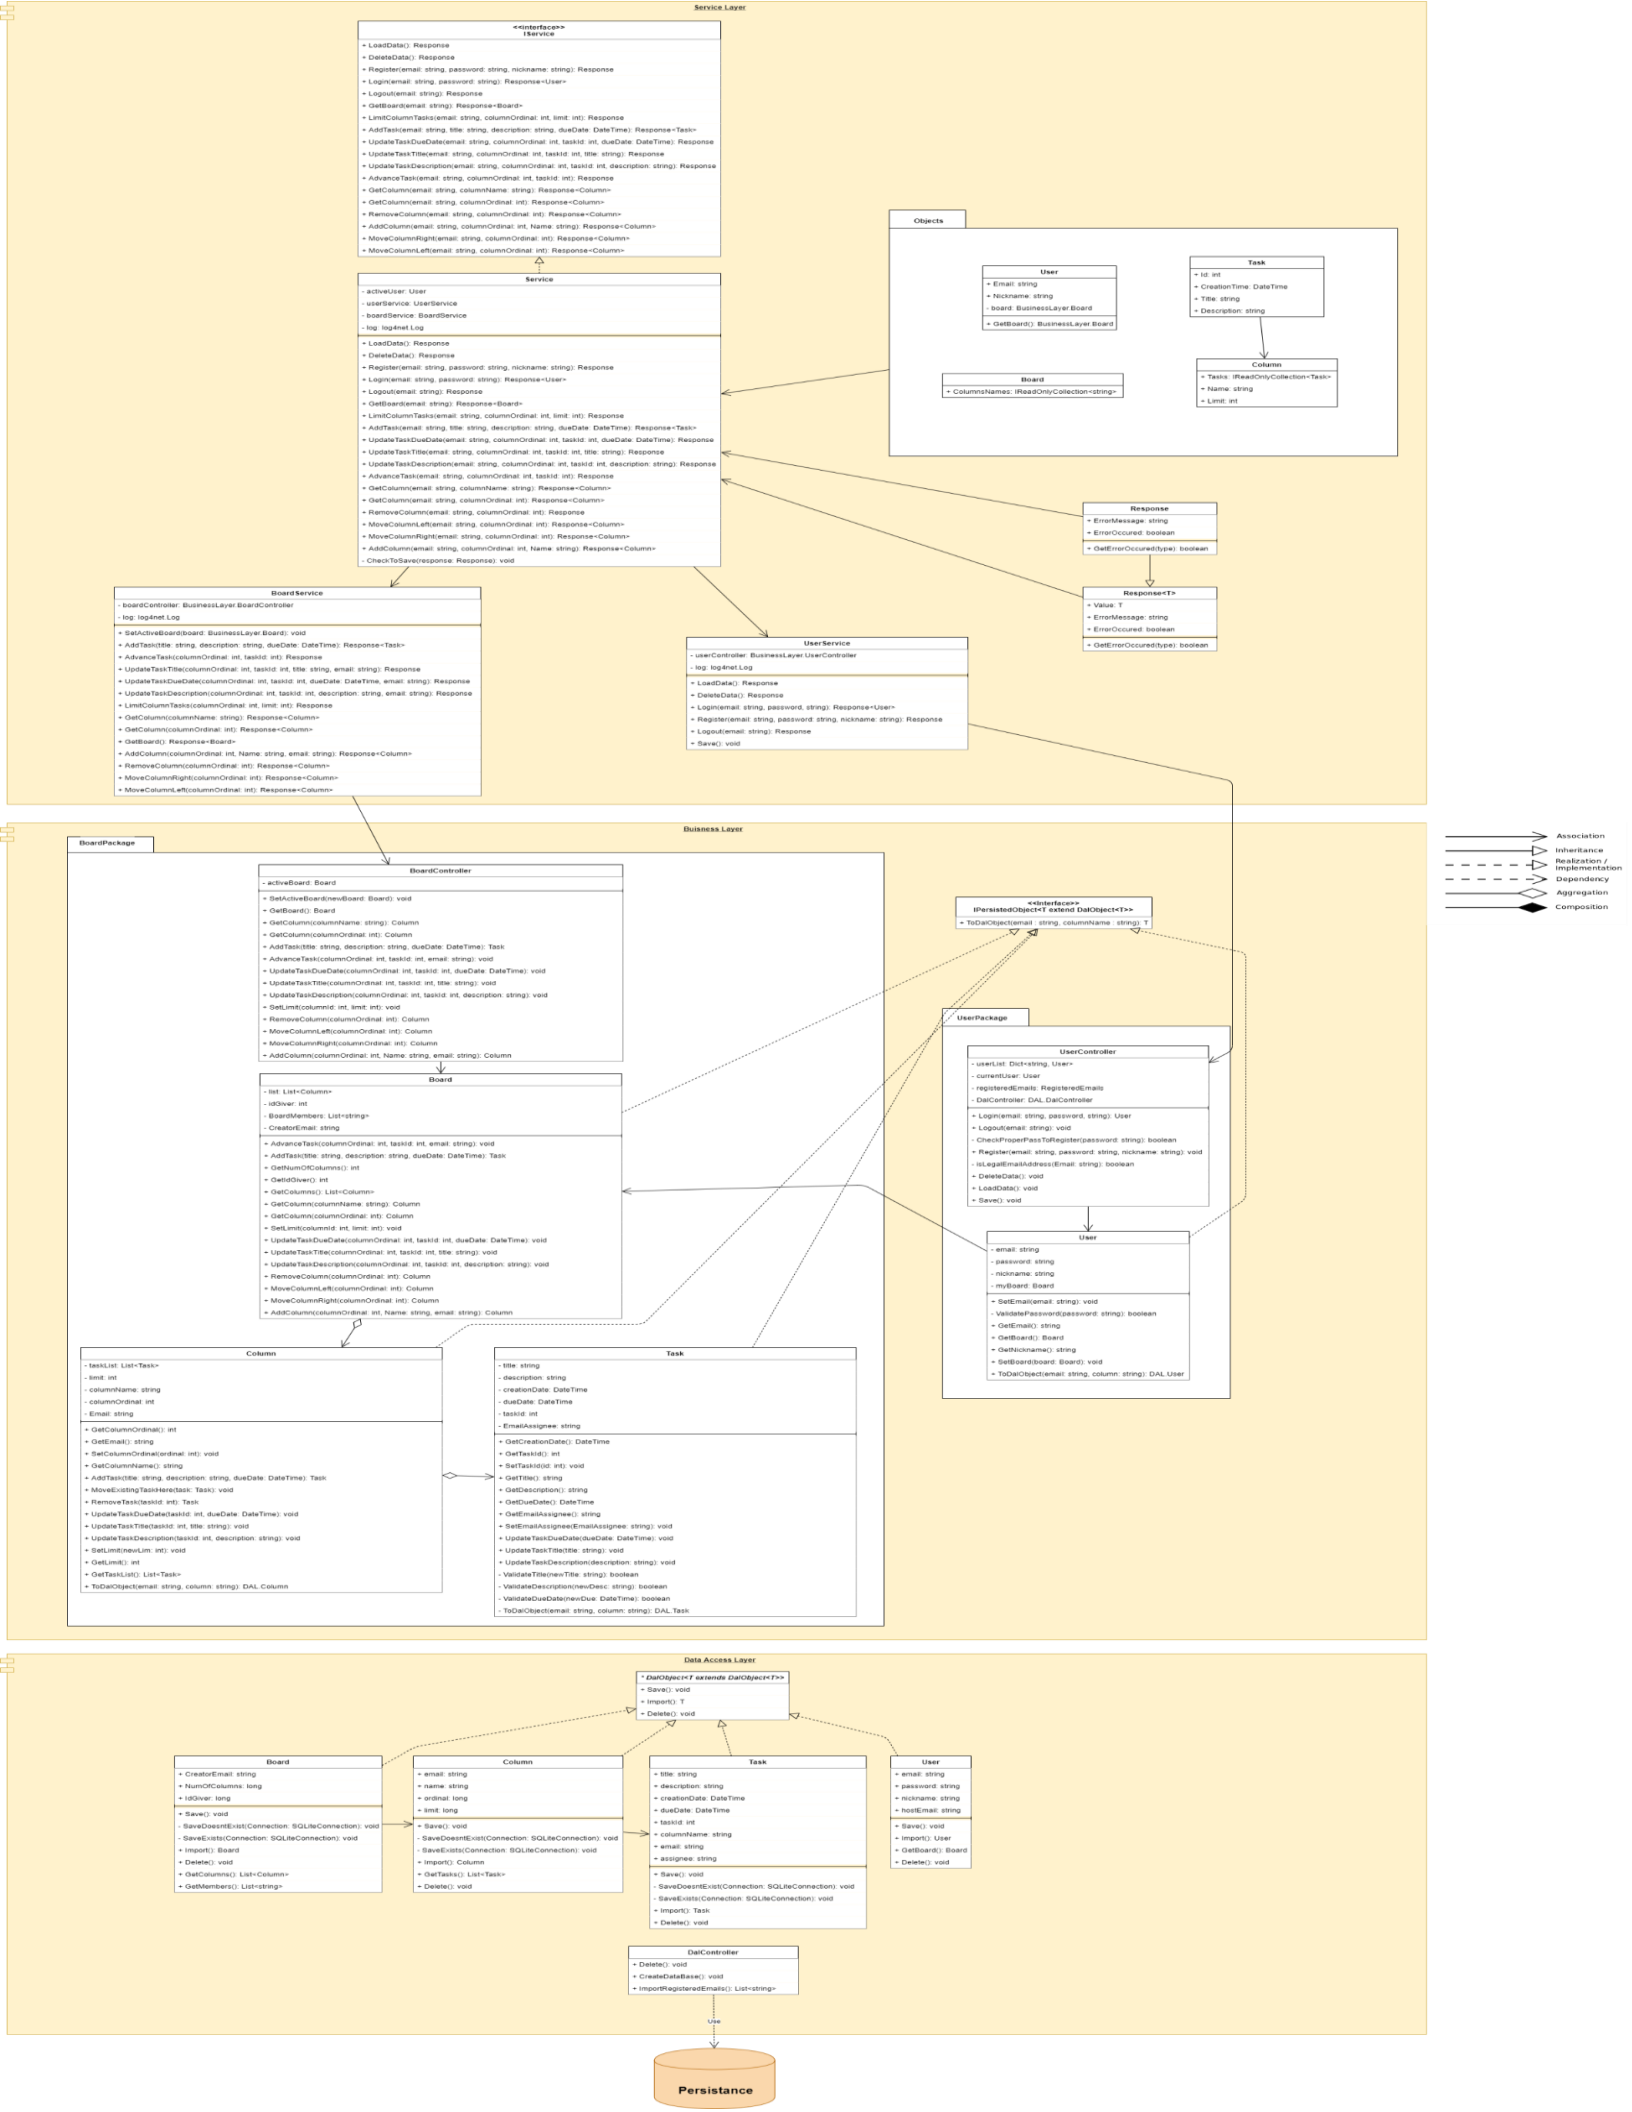 Service Layer
<<interface>>
IService
+ LoadData(): Response
+ DeleteData(): Response
+ Register(email: string, password: string, nickname: string): Response
+ Login(email: string, password: string): Response<User>
+ Logout(email: string): Response
+ GetBoard(email: string): Response<Board>
+ LimitColumnTasks(email: string, columnOrdinal: int, limit: int): Response
+ AddTask(email: string, title: string, description: string, dueDate: DateTime): Response<Task>
+ UpdateTaskDueDate(email: string, columnOrdinal: int, taskId: int, dueDate: DateTime): Response
+ UpdateTaskTitle(email: string, columnOrdinal: int, taskId: int, title: string): Response
+ UpdateTaskDescription(email: string, columnOrdinal: int, taskId: int, description: string): Response
+ AdvanceTask(email: string, columnOrdinal: int, taskId: int): Response
+ GetColumn(email: string, columnName: string): Response<Column>
+ GetColumn(email: string, columnOrdinal: int): Response<Column>
+ RemoveColumn(email: string, columnOrdinal: int): Response<Column>
+ AddColumn(email: string, columnOrdinal: int, Name: string): Response<Column>
+ MoveColumnRight(email: string, columnOrdinal: int): Response<Column>
+ MoveColumnLeft(email: string, columnOrdinal: int): Response<Column>
Service
- activeUser: User
- userService: UserService
- boardService: BoardService
- log: log4net.Log
+ LoadData(): Response
+ DeleteData(): Response
+ Register(email: string, password: string, nickname: string): Response
+ Login(email: string, password: string): Response<User>
+ Logout(email: string): Response
+ GetBoard(email: string): Response<Board>
+ LimitColumnTasks(email: string, columnOrdinal: int, limit: int): Response
+ AddTask(email: string, title: string, description: string, dueDate: DateTime): Response<Task>
+ UpdateTaskDueDate(email: string, columnOrdinal: int, taskId: int, dueDate: DateTime): Response
+ UpdateTaskTitle(email: string, columnOrdinal: int, taskId: int, title: string): Response
+ UpdateTaskDescription(email: string, columnOrdinal: int, taskId: int, description: string): Response
+ AdvanceTask(email: string, columnOrdinal: int, taskId: int): Response
+ GetColumn(email: string, columnName: string): Response<Column>
+ GetColumn(email: string, columnOrdinal: int): Response<Column>
+ RemoveColumn(email: string, columnOrdinal: int): Response
+ MoveColumnLeft(email: string, columnOrdinal: int): Response<Column>
+ MoveColumnRight(email: string, columnOrdinal: int): Response<Column>
+ AddColumn(email: string, columnOrdinal: int, Name: string): Response<Column>
- CheckToSave(response: Response): void
Objects
User
+ Email: string
+ Nickname: string
- board: BusinessLayer.Board
+ GetBoard(): BusinessLayer.Board
Task
+ Id: int
+ CreationTime: DateTime
+ Title: string
+ Description: string
Board
+ ColumnsNames: IReadOnlyCollection<string>
Column
+ Tasks: IReadOnlyCollection<Task>
+ Name: string
+ Limit: int
Response
+ ErrorMessage: string
+ ErrorOccured: boolean
+ GetErrorOccured(type): boolean
Response<T>
+ Value: T
+ ErrorMessage: string
+ ErrorOccured: boolean
+ GetErrorOccured(type): boolean
BoardService
- boardController: BusinessLayer.BoardController
- log: log4net.Log
+ SetActiveBoard(board: BusinessLayer.Board): void
+ AddTask(title: string, description: string, dueDate: DateTime): Response<Task>
+ AdvanceTask(columnOrdinal: int, taskId: int): Response
+ UpdateTaskTitle(columnOrdinal: int, taskId: int, title: string, email: string): Response
+ UpdateTaskDueDate(columnOrdinal: int, taskId: int, dueDate: DateTime, email: string): Response
+ UpdateTaskDescription(columnOrdinal: int, taskId: int, description: string, email: string): Response
+ LimitColumnTasks(columnOrdinal: int, limit: int): Response
+ GetColumn(columnName: string): Response<Column>
+ GetColumn(columnOrdinal: int): Response<Column>
+ GetBoard(): Response<Board>
+ AddColumn(columnOrdinal: int, Name: string, email: string): Response<Column>
+ RemoveColumn(columnOrdinal: int): Response<Column>
+ MoveColumnRight(columnOrdinal: int): Response<Column>
+ MoveColumnLeft(columnOrdinal: int): Response<Column>
UserService
- userController: BusinessLayer.UserController
- log: log4net.Log
+ LoadData(): Response
+ DeleteData(): Response
+ Login(email: string, password, string): Response<User>
+ Register(email: string, password: string, nickname: string): Response
+ Logout(email: string): Response
+ Save(): void
Buisness Layer
BoardPackage
BoardController
- activeBoard: Board
+ SetActiveBoard(newBoard: Board): void
+ GetBoard(): Board
+ GetColumn(columnName: string): Column
+ GetColumn(columnOrdinal: int): Column
+ AddTask(title: string, description: string, dueDate: DateTime): Task
+ AdvanceTask(columnOrdinal: int, taskId: int, email: string): void
+ UpdateTaskDueDate(columnOrdinal: int, taskId: int, dueDate: DateTime): void
+ UpdateTaskTitle(columnOrdinal: int, taskId: int, title: string): void
+ UpdateTaskDescription(columnOrdinal: int, taskId: int, description: string): void
+ SetLimit(columnId: int, limit: int): void
+ RemoveColumn(columnOrdinal: int): Column
+ MoveColumnLeft(columnOrdinal: int): Column
+ MoveColumnRight(columnOrdinal: int): Column
+ AddColumn(columnOrdinal: int, Name: string, email: string): Column
Board
- list: List<Column>
- idGiver: int
- BoardMembers: List<string>
- CreatorEmail: string
+ AdvanceTask(columnOrdinal: int, taskId: int, email: string): void
+ AddTask(title: string, description: string, dueDate: DateTime): Task
+ GetNumOfColumns(): int
+ GetIdGiver(): int
+ GetColumns(): List<Column>
+ GetColumn(columnName: string): Column
+ GetColumn(columnOrdinal: int): Column
+ SetLimit(columnId: int, limit: int): void
+ UpdateTaskDueDate(columnOrdinal: int, taskId: int, dueDate: DateTime): void
+ UpdateTaskTitle(columnOrdinal: int, taskId: int, title: string): void
+ UpdateTaskDescription(columnOrdinal: int, taskId: int, description: string): void
+ RemoveColumn(columnOrdinal: int): Column
+ MoveColumnLeft(columnOrdinal: int): Column
+ MoveColumnRight(columnOrdinal: int): Column
+ AddColumn(columnOrdinal: int, Name: string, email: string): Column
Column
- taskList: List<Task>
- limit: int
- columnName: string
- columnOrdinal: int
- Email: string
+ GetColumnOrdinal(): int
+ GetEmail(): string
+ SetColumnOrdinal(ordinal: int): void
+ GetColumnName(): string
+ AddTask(title: string, description: string, dueDate: DateTime): Task
+ MoveExistingTaskHere(task: Task): void
+ RemoveTask(taskId: int): Task
+ UpdateTaskDueDate(taskId: int, dueDate: DateTime): void
+ UpdateTaskTitle(taskId: int, title: string): void
+ UpdateTaskDescription(taskId: int, description: string): void
+ SetLimit(newLim: int): void
+ GetLimit(): int
+ GetTaskList(): List<Task>
+ ToDalObject(email: string, column: string): DAL.Column
Task
- title: string
- description: string
- creationDate: DateTime
- dueDate: DateTime
- taskId: int
- EmailAssignee: string
+ GetCreationDate(): DateTime
+ GetTaskId(): int
+ SetTaskId(id: int): void
+ GetTitle(): string
+ GetDescription(): string
+ GetDueDate(): DateTime
+ GetEmailAssignee(): string
+ SetEmailAssignee(EmailAssignee: string): void
+ UpdateTaskDueDate(dueDate: DateTime): void
+ UpdateTaskTitle(title: string): void
+ UpdateTaskDescription(description: string): void
- ValidateTitle(newTitle: string): boolean
- ValidateDescription(newDesc: string): boolean
- ValidateDueDate(newDue: DateTime): boolean
- ToDalObject(email: string, column: string): DAL.Task
<<Interface>>
IPersistedObject<T extend DalObject<T>>
+ ToDalObject(email : string, columnName : string): T
UserPackage
UserController
- userList: Dict<string, User>
- currentUser: User
- registeredEmails: RegisteredEmails
- DalController: DAL.DalController
+ Login(email: string, password, string): User
+ Logout(email: string): void
- CheckProperPassToRegister(password: string): boolean
+ Register(email: string, password: string, nickname: string): void
- isLegalEmailAddress(Email: string): boolean
+ DeleteData(): void
+ LoadData(): void
+ Save(): void
User
- email: string
- password: string
- nickname: string
- myBoard: Board
+ SetEmail(email: string): void
- ValidatePassword(password: string): boolean
+ GetEmail(): string
+ GetBoard(): Board
+ GetNickname(): string
+ SetBoard(board: Board): void
+ ToDalObject(email: string, column: string): DAL.User
Association
Inheritance
Realization /
Implementation
Dependency
Aggregation
Composition
Data Access Layer
* DalObject<T extends DalObject<T>>
+ Save(): void
+ Import(): T
+ Delete(): void
Board
+ CreatorEmail: string
+ NumOfColumns: long
+ IdGiver: long
+ Save(): void
- SaveDoesntExist(Connection: SQLiteConnection): void
- SaveExists(Connection: SQLiteConnection): void
+ Import(): Board
+ Delete(): void
+ GetColumns(): List<Column>
+ GetMembers(): List<string>
Column
+ email: string
+ name: string
+ ordinal: long
+ limit: long
+ Save(): void
- SaveDoesntExist(Connection: SQLiteConnection): void
- SaveExists(Connection: SQLiteConnection): void
+ Import(): Column
+ GetTasks(): List<Task>
+ Delete(): void
Task
+ title: string
+ description: string
+ creationDate: DateTime
+ dueDate: DateTime
+ taskId: int
+ columnName: string
+ email: string
+ assignee: string
+ Save(): void
- SaveDoesntExist(Connection: SQLiteConnection): void
- SaveExists(Connection: SQLiteConnection): void
+ Import(): Task
+ Delete(): void
User
+ email: string
+ password: string
+ nickname: string
+ hostEmail: string
+ Save(): void
+ Import(): User
+ GetBoard(): Board
+ Delete(): void
DalController
+ Delete(): void
+ CreateDataBase(): void
+ ImportRegisteredEmails(): List<string>
Use
Persistance